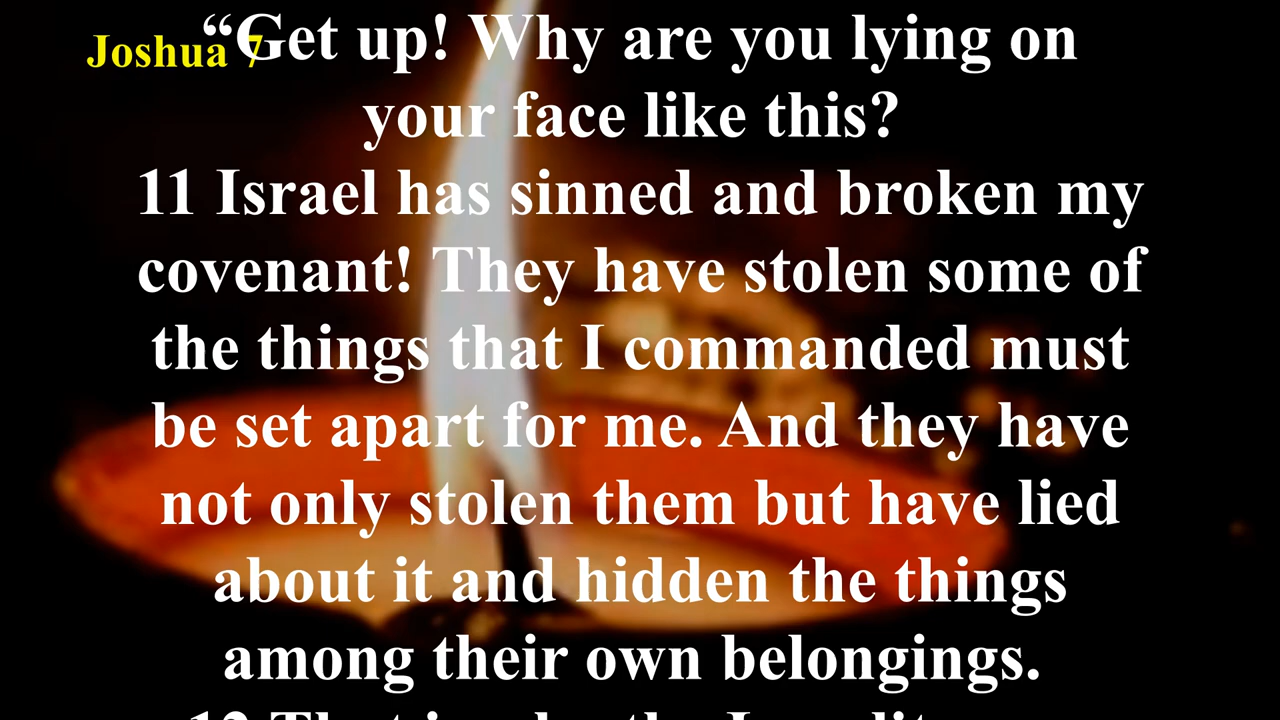 Joshua 7
“Get up! Why are you lying on
your face like this?
11 Israel has sinned and broken my
covenant! They have stolen some of
the things that I commanded must
be set apart for me. And they have
not only stolen them but have lied
about it and hidden the things
among their own belongings.